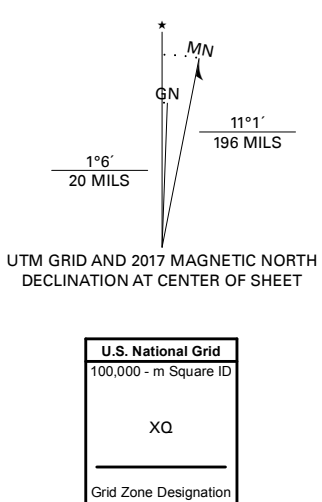 ★
MN
GN
11°1´
196 MILS
1°6´
20 MILS
UTM GRID AND 2017 MAGNETIC NORTH
DECLINATION AT CENTER OF SHEET
U.S. National Grid
100,000 - m Square ID
XQ
Grid Zone Designation